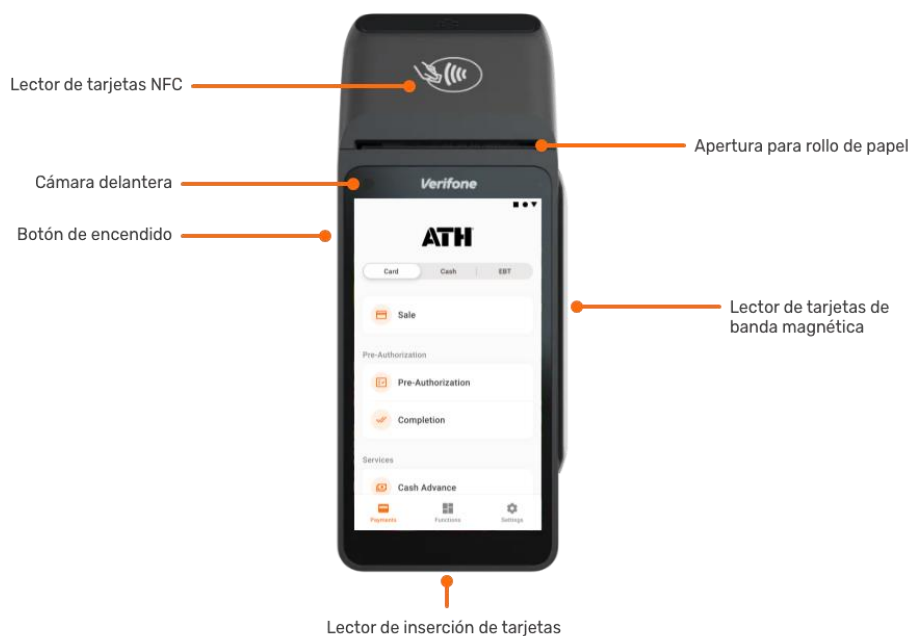 Lector de tarjetas NFC
Apertura para rollo de papel
Cámara delantera
Verifone
Botón de encendido
ATH
Card
Cash
EBT
Sale
Lector de tarjetas de
banda magnética
Pre-Authorization
Pre-Authorization
Completion
Services
Cash Advance
Payments
Functions
Settings
Lector de inserción de tarjetas